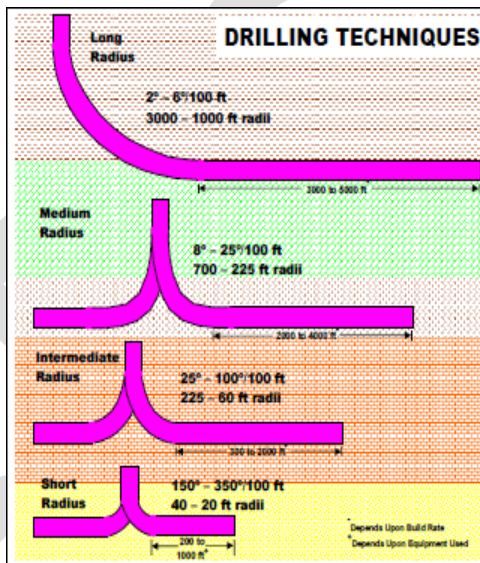 DRILLING TECHNIQUES
Long
Radius
2° – 6°/100 ft
3000 – 1000 ft radii
3000 to 5000 ft
Medium
Radius
8° – 25°/100 ft
700 – 225 ft radii
2000 to 4000 ft*
Intermediate
Radius
25° – 100°/100 ft
225 – 60 ft radii
300 to 2000 ft*
Short
Radius
150° – 350°/100 ft
40 – 20 ft radii
200 to
1000 ft*
*Depends Upon Build Rate
*Depends Upon Equipment Used